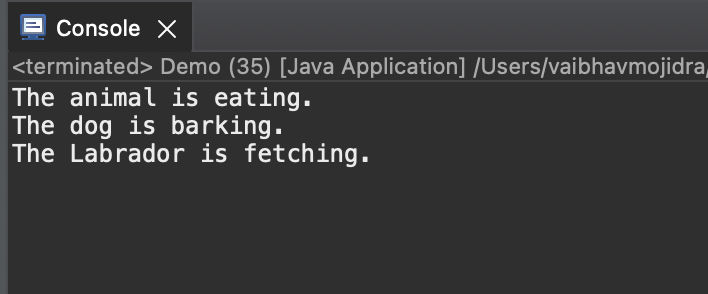 Console
<terminated> Demo (35) [Java Application] /Users/vaibhavmojidra/
The animal is eating.
The dog is barking.
The Labrador is fetching.